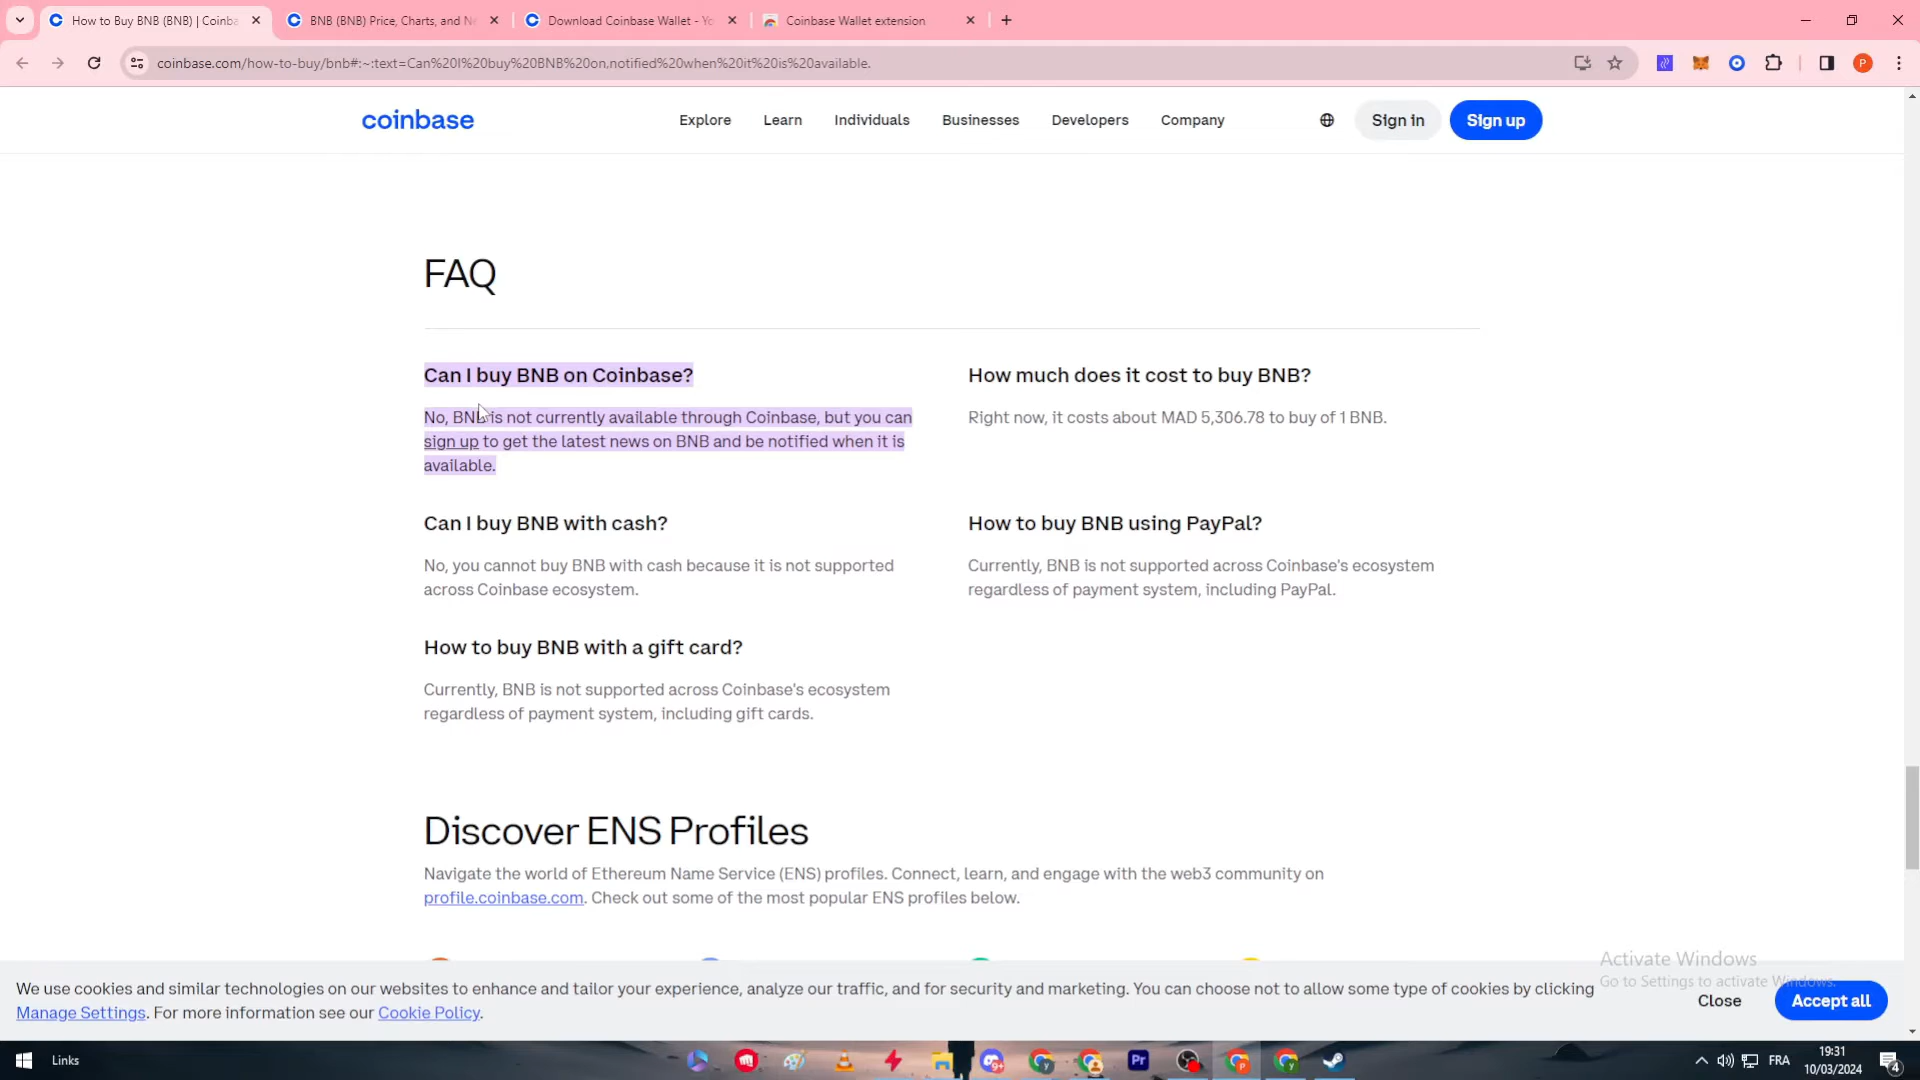 How to Buy BNB (BNB) | Coinba
BNB (BNB) Price, Charts, and Ne
Download Coinbase Wallet - Yo
Coinbase Wallet extension
coinbase.com/how-to-buy/bnb#:~:text=Can%20I%20buy%20BNB%20on,notified%20when%20it%20is%20available.
P
coinbase
Explore
Learn
Individuals
Businesses
Developers
Company
Sign in
Sign up
FAQ
Can I buy BNB on Coinbase?
No, BNB is not currently available through Coinbase, but you can
sign up to get the latest news on BNB and be notified when it is
available.
How much does it cost to buy BNB?
Right now, it costs about MAD 5,306.78 to buy of 1 BNB.
Can I buy BNB with cash?
No, you cannot buy BNB with cash because it is not supported
across Coinbase ecosystem.
How to buy BNB using PayPal?
Currently, BNB is not supported across Coinbase's ecosystem
regardless of payment system, including PayPal.
How to buy BNB with a gift card?
Currently, BNB is not supported across Coinbase's ecosystem
regardless of payment system, including gift cards.
Discover ENS Profiles
Navigate the world of Ethereum Name Service (ENS) profiles. Connect, learn, and engage with the web3 community on
profile.coinbase.com. Check out some of the most popular ENS profiles below.
We use cookies and similar technologies on our websites to enhance and tailor your experience, analyze our traffic, and for security and marketing. You can choose not to allow some type of cookies by clicking
Manage Settings. For more information see our Cookie Policy.
Close
Accept all
Activate Windows
Go to Settings to activate Windows.
Links
Pr
FRA
19:31
10/03/2024
4